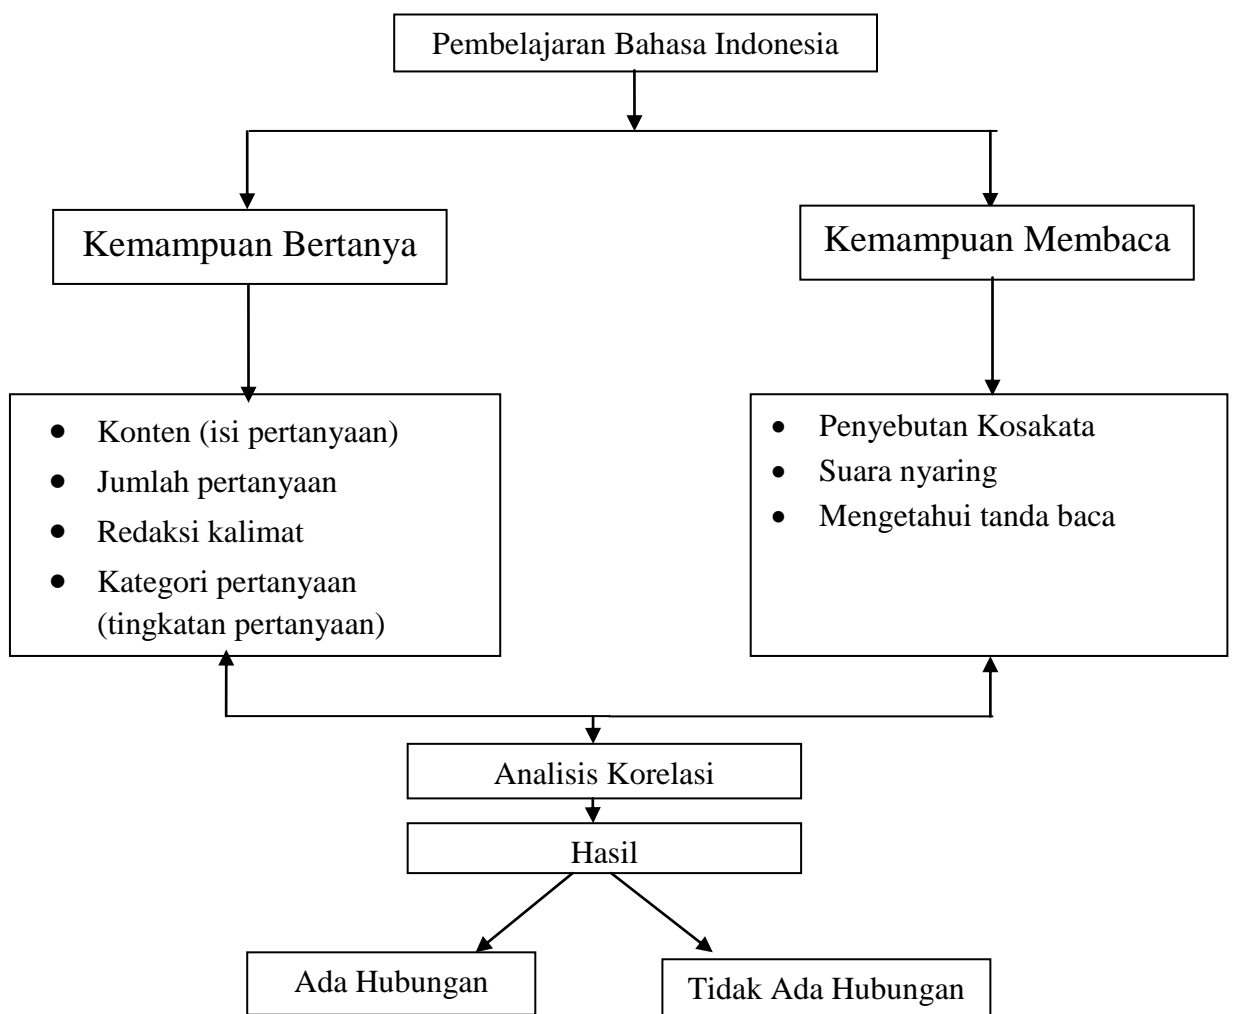 Pembelajaran Bahasa Indonesia
Kemampuan Bertanya
Kemampuan Membaca
• Konten (isi pertanyaan)
• Jumlah pertanyaan
• Redaksi kalimat
• Kategori pertanyaan
(tingkatan pertanyaan)
• Penyebutan Kosakata
• Suara nyaring
• Mengetahui tanda baca
Analisis Korelasi
Hasil
Ada Hubungan
Tidak Ada Hubungan